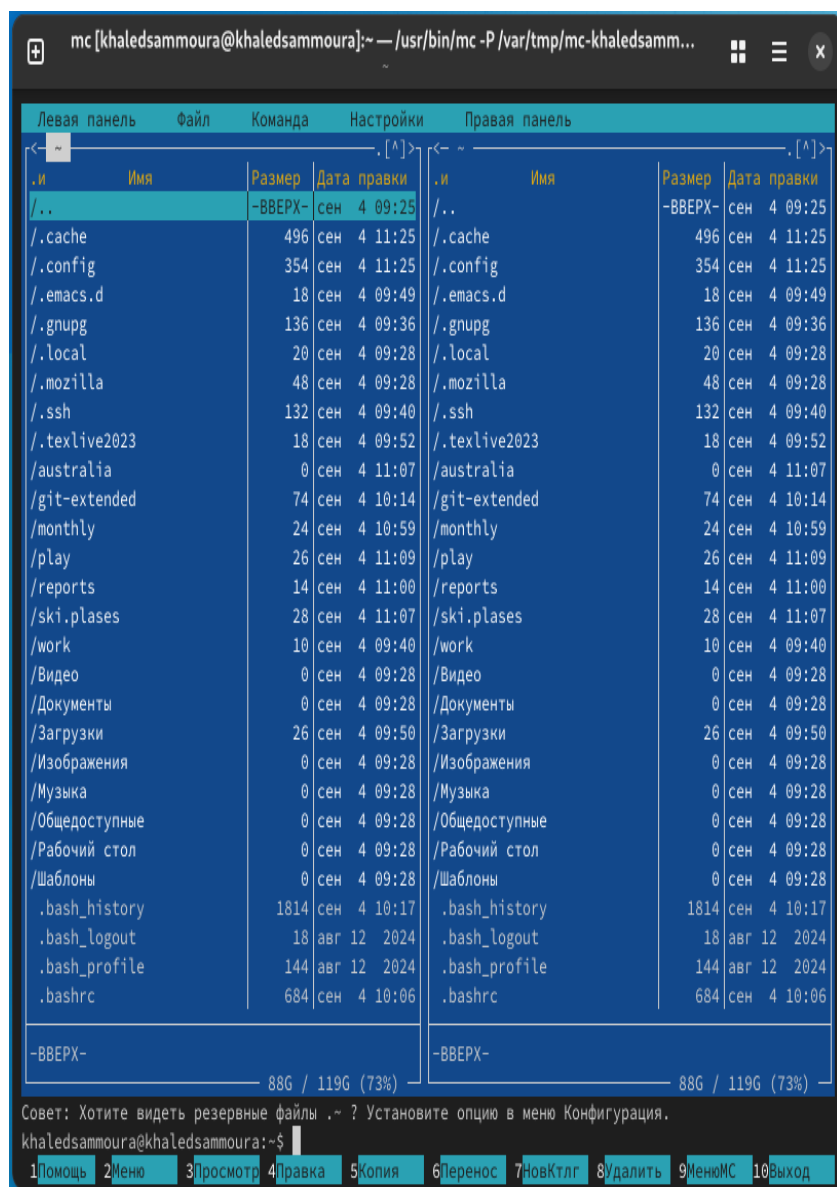 mc [khaledsammoura@khaledsammoura]:~ — /usr/bin/mc -P /var/tmp/mc-khaledsamm...
~
Левая панель Файл Команда Настройки Правая панель
<- ~ .[^]> <- ~ .[^]>
.и Имя Размер Дата правки .и Имя Размер Дата правки
/.. -ВВЕРХ- сен 4 09:25 /.. -ВВЕРХ- сен 4 09:25
/.cache 496 сен 4 11:25 /.cache 496 сен 4 11:25
/.config 354 сен 4 11:25 /.config 354 сен 4 11:25
/.emacs.d 18 сен 4 09:49 /.emacs.d 18 сен 4 09:49
/.gnupg 136 сен 4 09:36 /.gnupg 136 сен 4 09:36
/.local 20 сен 4 09:28 /.local 20 сен 4 09:28
/.mozilla 48 сен 4 09:28 /.mozilla 48 сен 4 09:28
/.ssh 132 сен 4 09:40 /.ssh 132 сен 4 09:40
/.texlive2023 18 сен 4 09:52 /.texlive2023 18 сен 4 09:52
/australia 0 сен 4 11:07 /australia 0 сен 4 11:07
/git-extended 74 сен 4 10:14 /git-extended 74 сен 4 10:14
/monthly 24 сен 4 10:59 /monthly 24 сен 4 10:59
/play 26 сен 4 11:09 /play 26 сен 4 11:09
/reports 14 сен 4 11:00 /reports 14 сен 4 11:00
/ski.plases 28 сен 4 11:07 /ski.plases 28 сен 4 11:07
/work 10 сен 4 09:40 /work 10 сен 4 09:40
/Видео 0 сен 4 09:28 /Видео 0 сен 4 09:28
/Документы 0 сен 4 09:28 /Документы 0 сен 4 09:28
/Загрузки 26 сен 4 09:50 /Загрузки 26 сен 4 09:50
/Изображения 0 сен 4 09:28 /Изображения 0 сен 4 09:28
/Музыка 0 сен 4 09:28 /Музыка 0 сен 4 09:28
/Общедоступные 0 сен 4 09:28 /Общедоступные 0 сен 4 09:28
/Рабочий стол 0 сен 4 09:28 /Рабочий стол 0 сен 4 09:28
/Шаблоны 0 сен 4 09:28 /Шаблоны 0 сен 4 09:28
.bash_history 1814 сен 4 10:17 .bash_history 1814 сен 4 10:17
.bash_logout 18 авг 12 2024 .bash_logout 18 авг 12 2024
.bash_profile 144 авг 12 2024 .bash_profile 144 авг 12 2024
.bashrc 684 сен 4 10:06 .bashrc 684 сен 4 10:06
-ВВЕРХ- -ВВЕРХ-
88G / 119G (73%) 88G / 119G (73%)
Совет: Хотите видеть резервные файлы .~ ? Установите опцию в меню Конфигурация.
khaledsammoura@khaledsammoura:~$
1Помощь 2Меню 3Просмотр 4Правка 5Копия 6Перенос 7НовКтлг 8Удалить 9МенюMC 10Выход